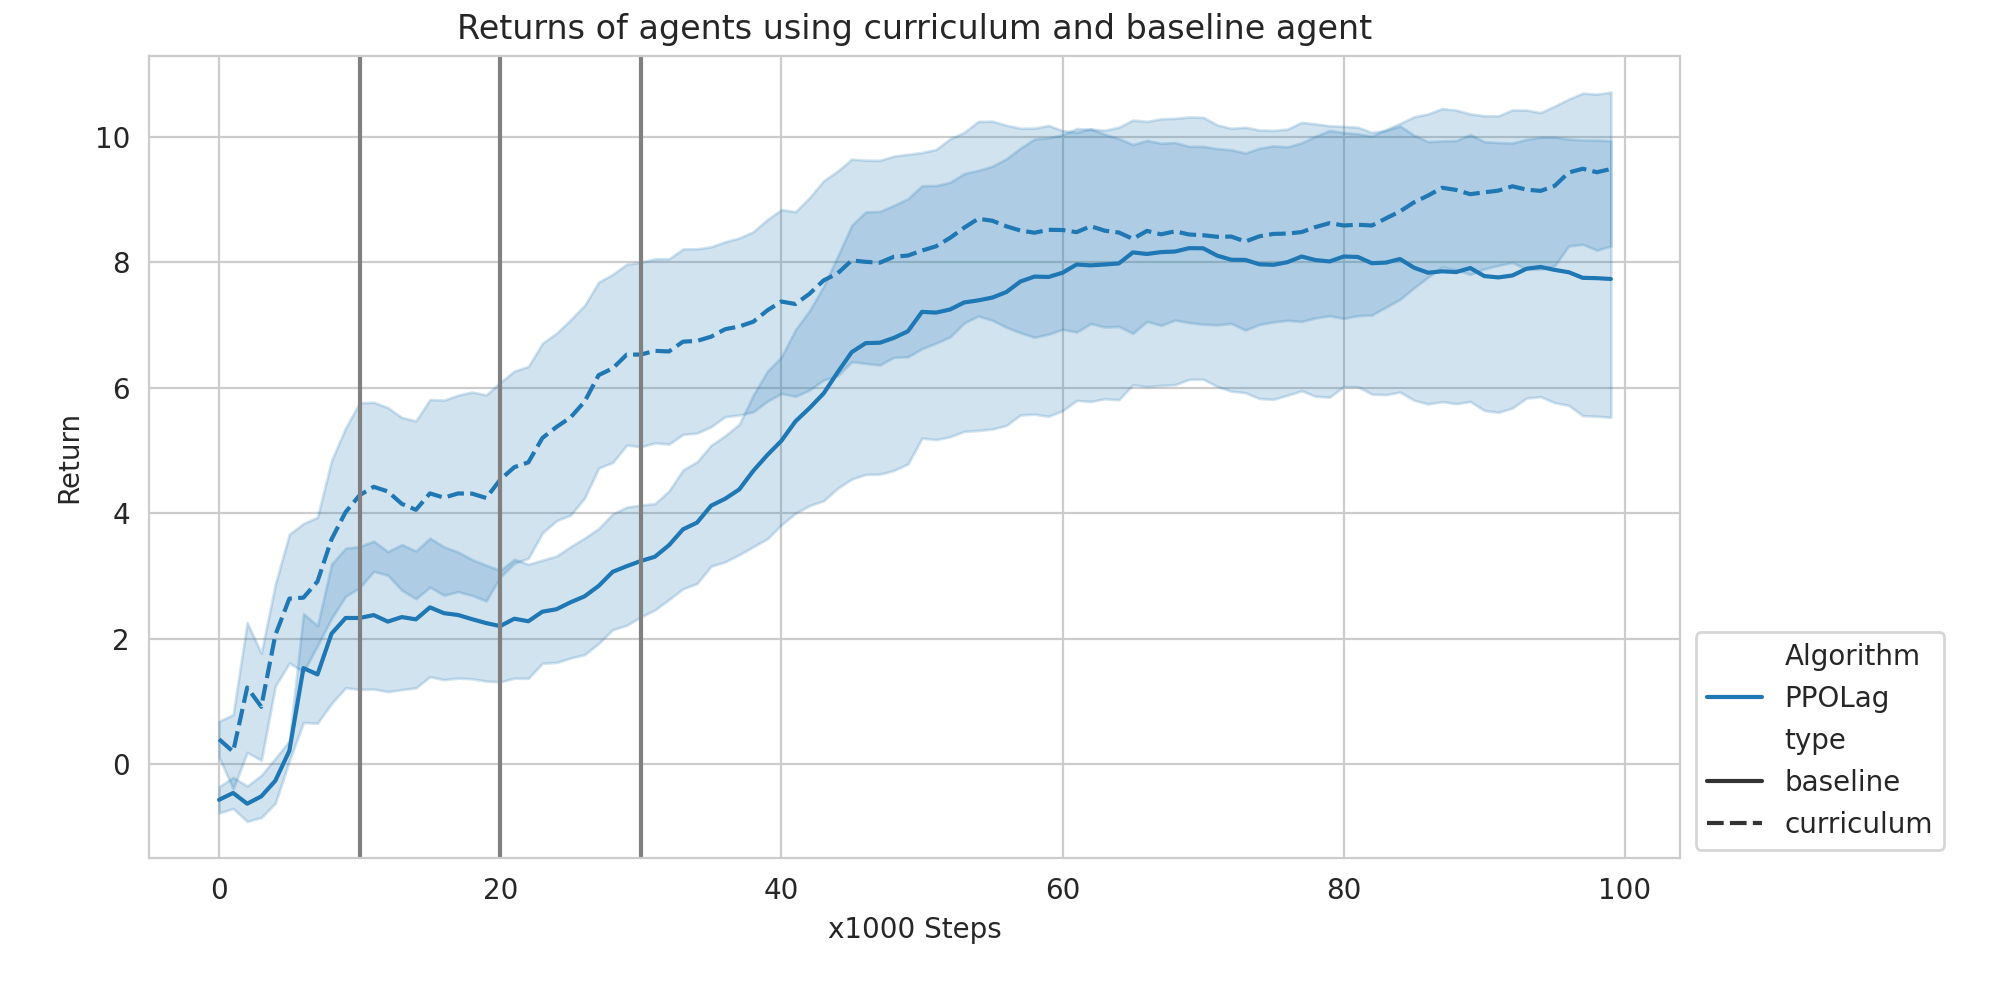 Returns of agents using curriculum and baseline agent
10
8
6
4
2
0
Return
0 20 40 60 80 100
x1000 Steps
Algorithm
PPOLag
type
baseline
curriculum